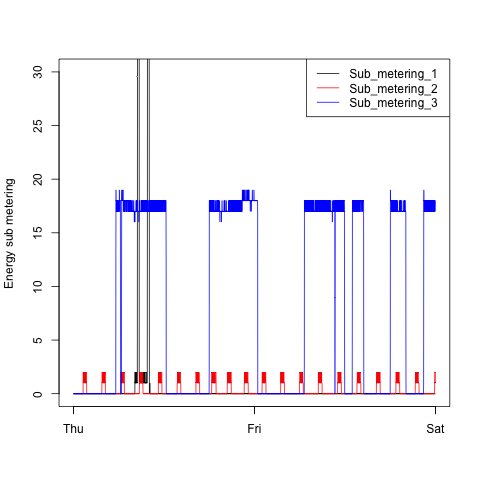 Sub_metering_1
Sub_metering_2
Sub_metering_3
Energy sub metering
30
25
20
15
10
5
0
Thu Fri Sat